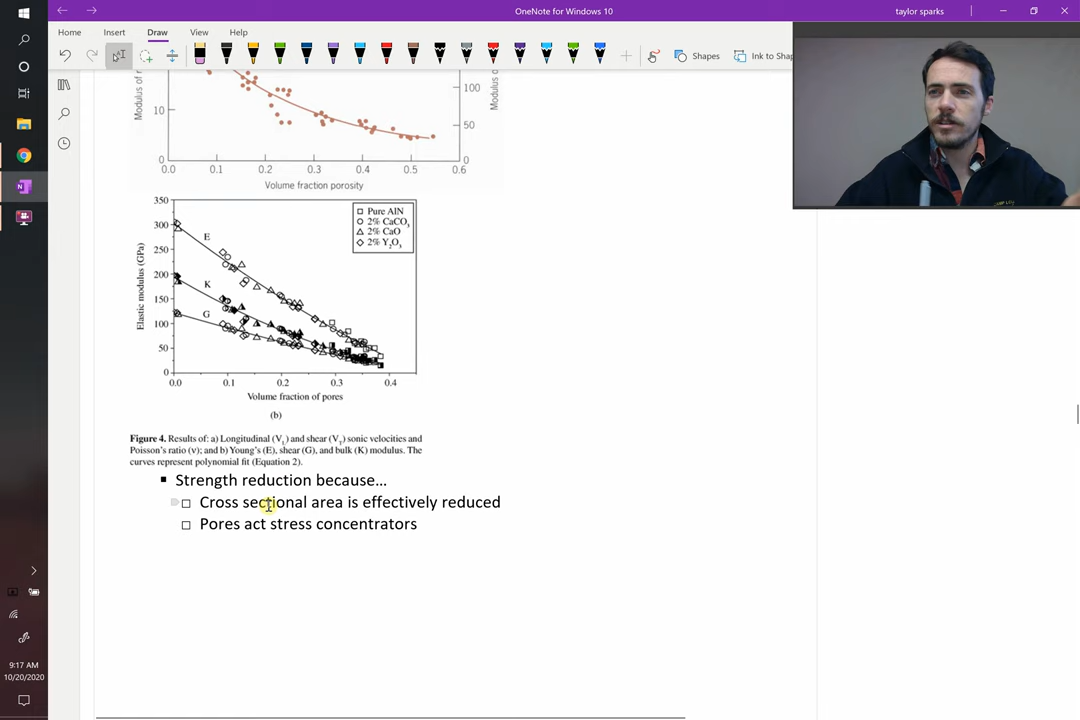 OneNote for Windows 10
taylor sparks
Home
Insert
Draw
View
Help
Shapes
Ink to Shap
Modulus of
Modulus o
10
0
100
50
0
0.0 0.1 0.2 0.3 0.4 0.5 0.6
Volume fraction porosity
350
300
250
200
150
100
50
0
Elastic modulus (GPa)
E
K
G
Pure AlN
2% CaCO₃
2% CaO
2% Y₂O₃
0.0 0.1 0.2 0.3 0.4
Volume fraction of pores
(b)
Figure 4. Results of: a) Longitudinal (V_L) and shear (V_T) sonic velocities and
Poisson's ratio (ν); and b) Young's (E), shear (G), and bulk (K) modulus. The
curves represent polynomial fit (Equation 2).
Strength reduction because...
Cross sectional area is effectively reduced
Pores act stress concentrators
9:17 AM
10/20/2020